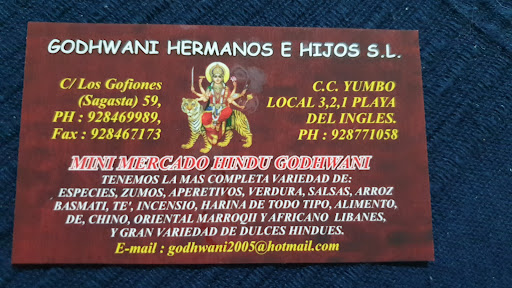 GODHWANI HERMANOS E HIJOS S.L.
C/ Los Gofiones
(Sagasta) 59,
PH : 928469989,
Fax : 928467173
C.C. YUMBO
LOCAL 3,2,1 PLAYA
DEL INGLES.
PH : 928771058
MINI MERCADO HINDU GODHWANI
TENEMOS LA MAS COMPLETA VARIEDAD DE:
ESPECIES, ZUMOS, APERETIVOS, VERDURA, SALSAS, ARROZ
BASMATI, TE', INCENSIO, HARINA DE TODO TIPO, ALIMENTO,
DE, CHINO, ORIENTAL MARROQII Y AFRICANO LIBANES,
Y GRAN VARIEDAD DE DULCES HINDUES.
E-mail : godhwani2005@hotmail.com